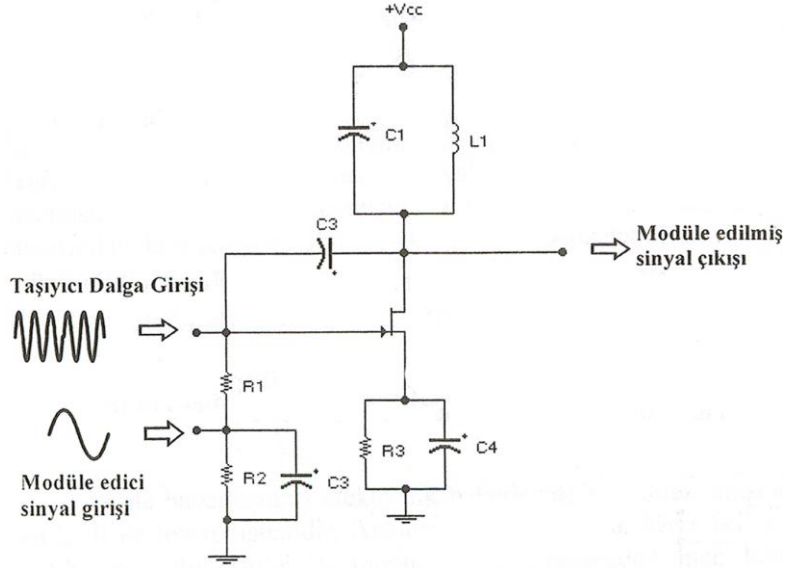 +Vcc
C1
L1
C3
Modüle edilmiş
sinyal çıkışı
Taşıyıcı Dalga Girişi
R1
R3
C4
R2
C3
Modüle edici
sinyal girişi